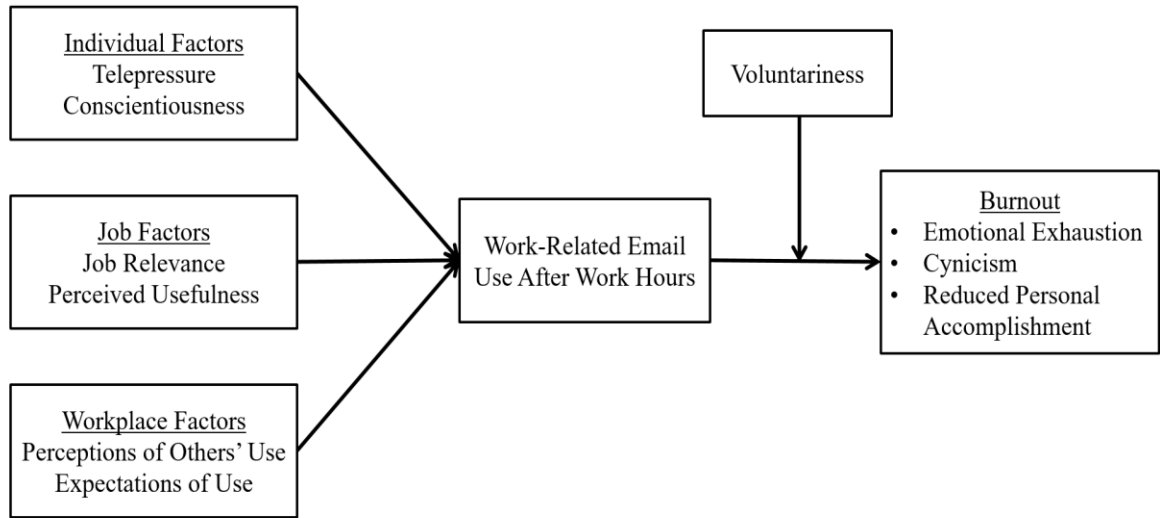 Individual Factors
Telepressure
Conscientiousness
Voluntariness
Job Factors
Job Relevance
Perceived Usefulness
Work-Related Email
Use After Work Hours
Burnout
• Emotional Exhaustion
• Cynicism
• Reduced Personal
Accomplishment
Workplace Factors
Perceptions of Others’ Use
Expectations of Use